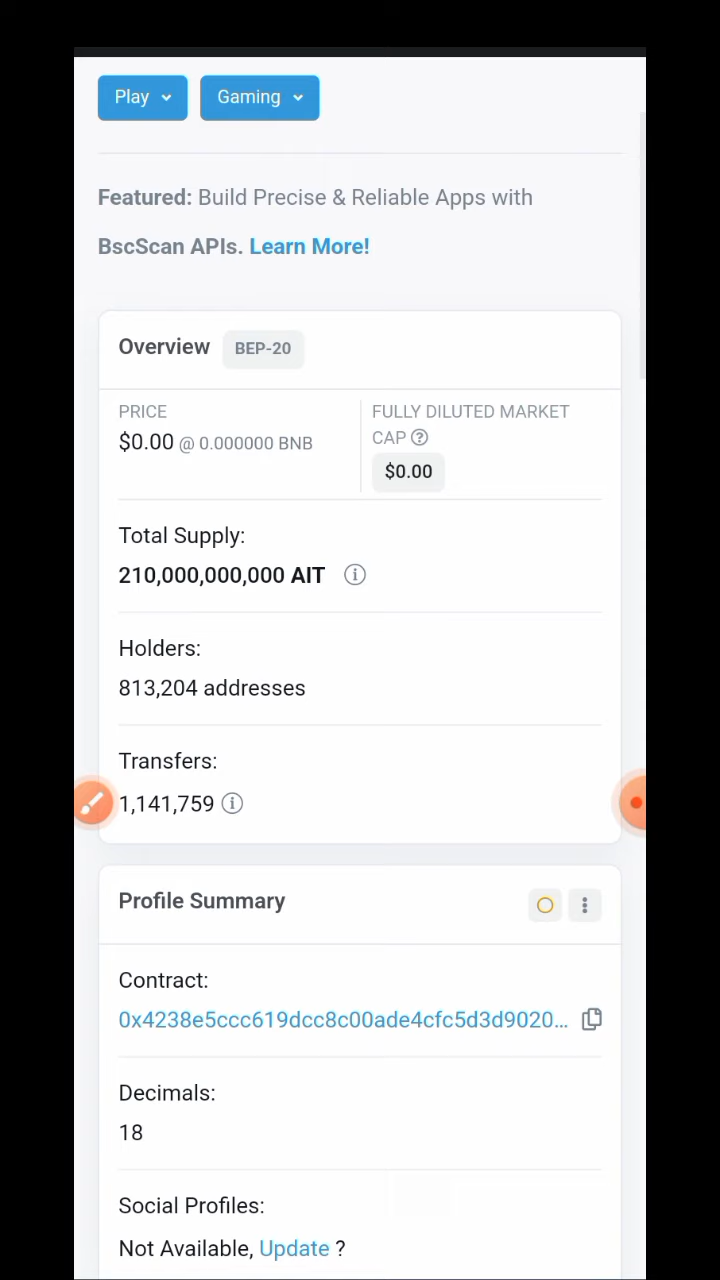 Play Gaming
Featured: Build Precise & Reliable Apps with
BscScan APIs. Learn More!
Overview BEP-20
PRICE
$0.00 @ 0.000000 BNB
FULLY DILUTED MARKET
CAP
$0.00
Total Supply:
210,000,000,000 AIT
Holders:
813,204 addresses
Transfers:
1,141,759
Profile Summary
Contract:
0x4238e5ccc619dcc8c00ade4cfc5d3d9020...
Decimals:
18
Social Profiles:
Not Available, Update ?